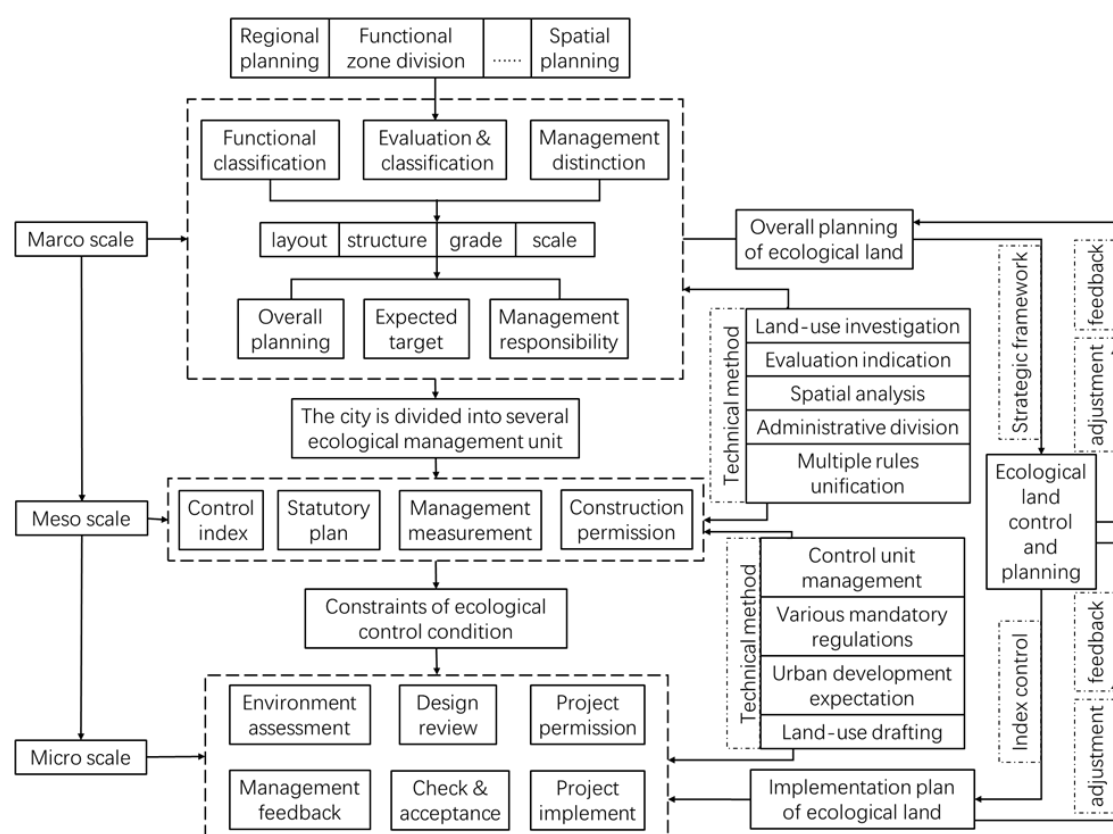 Regional
planning
Functional
zone division
......
Spatial
planning
Functional
classification
Evaluation &
classification
Management
distinction
Marco scale
layout
structure
grade
scale
Overall planning
of ecological land
Overall
planning
Expected
target
Management
responsibility
Technical method
Land-use investigation
Evaluation indication
Spatial analysis
Administrative division
Multiple rules
unification
Strategic framework
feedback
adjustment
The city is divided into several
ecological management unit
Meso scale
Control
index
Statutory
plan
Management
measurement
Construction
permission
Ecological
land
control
and
planning
Technical method
Control unit
management
Various mandatory
regulations
Urban development
expectation
Land-use drafting
Index control
feedback
adjustment
Constraints of ecological
control condition
Micro scale
Environment
assessment
Design
review
Project
permission
Management
feedback
Check &
acceptance
Project
implement
Implementation plan
of ecological land